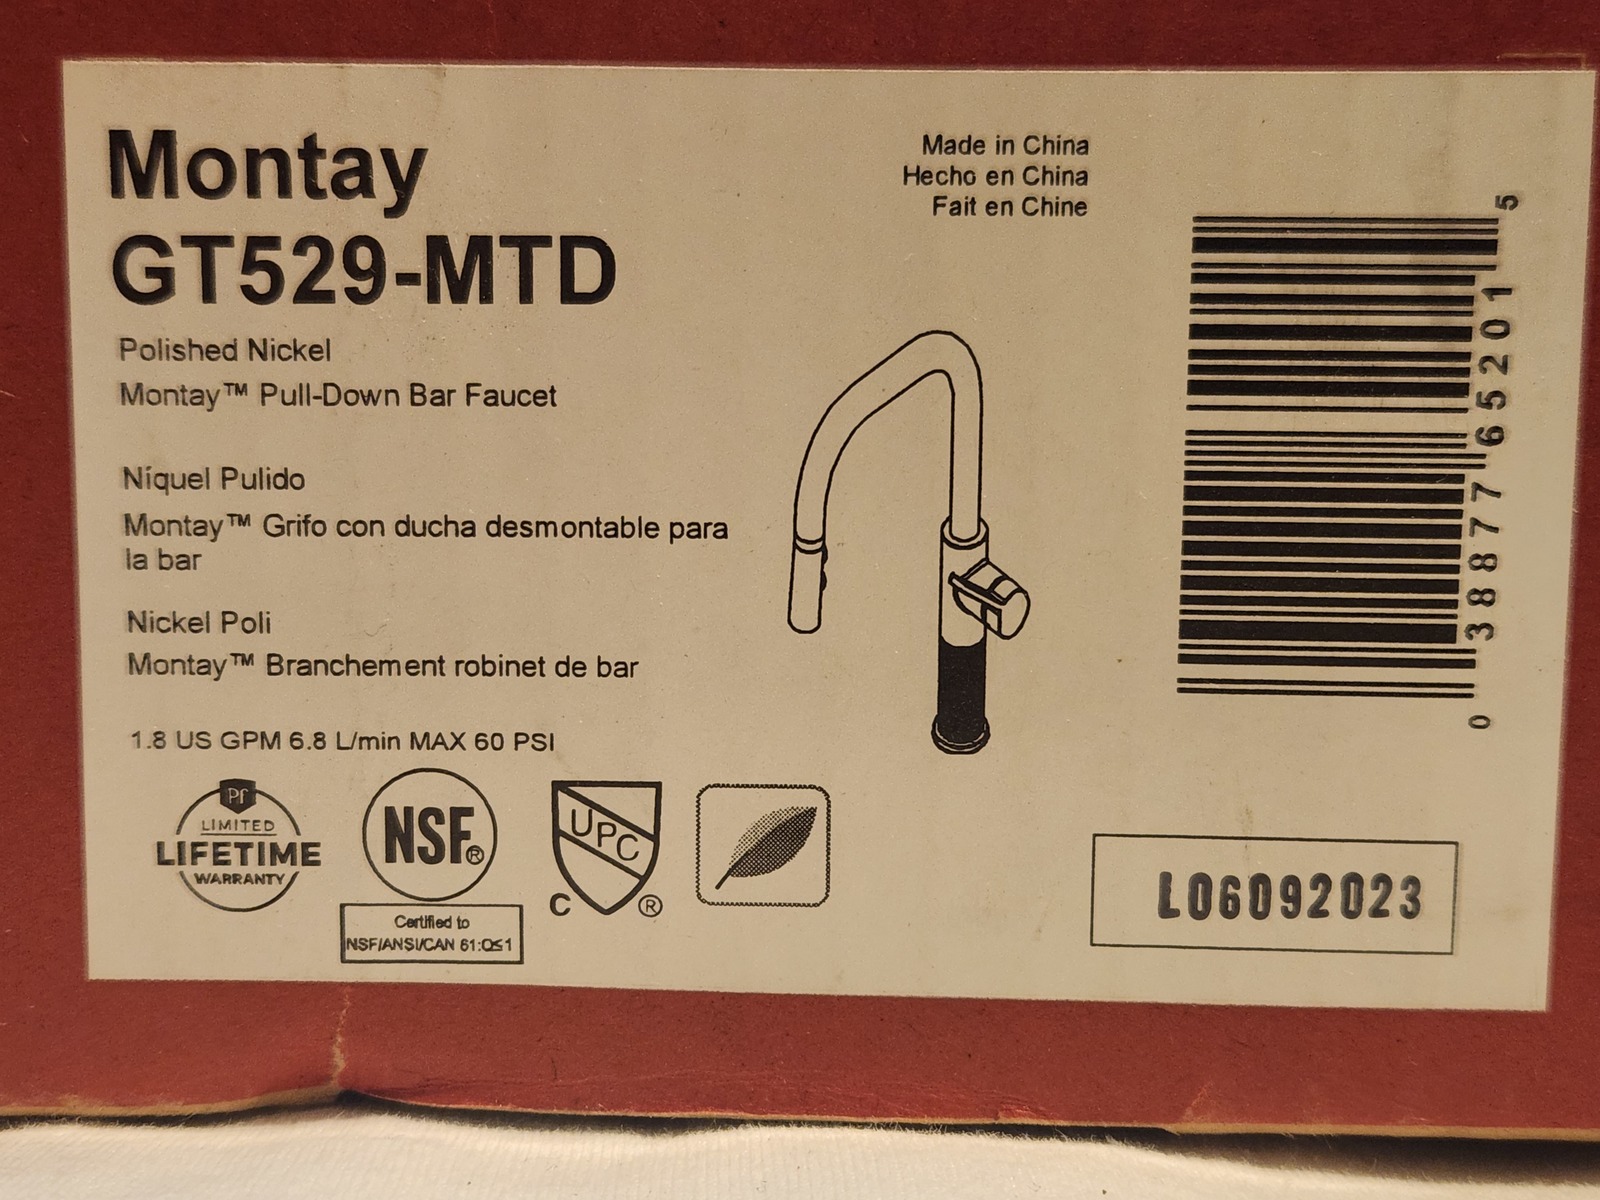 Montay
GT529-MTD
Polished Nickel
Montay™ Pull-Down Bar Faucet
Níquel Pulido
Montay™ Grifo con ducha desmontable para
la bar
Nickel Poli
Montay™ Branchement robinet de bar
1.8 US GPM 6.8 L/min MAX 60 PSI
Pf
LIMITED
LIFETIME
WARRANTY
NSF®
Certified to
NSF/ANSI/CAN 61:Q≤1
UPC
C ®
Made in China
Hecho en China
Fait en Chine
0 38877 65201 5
L06092023